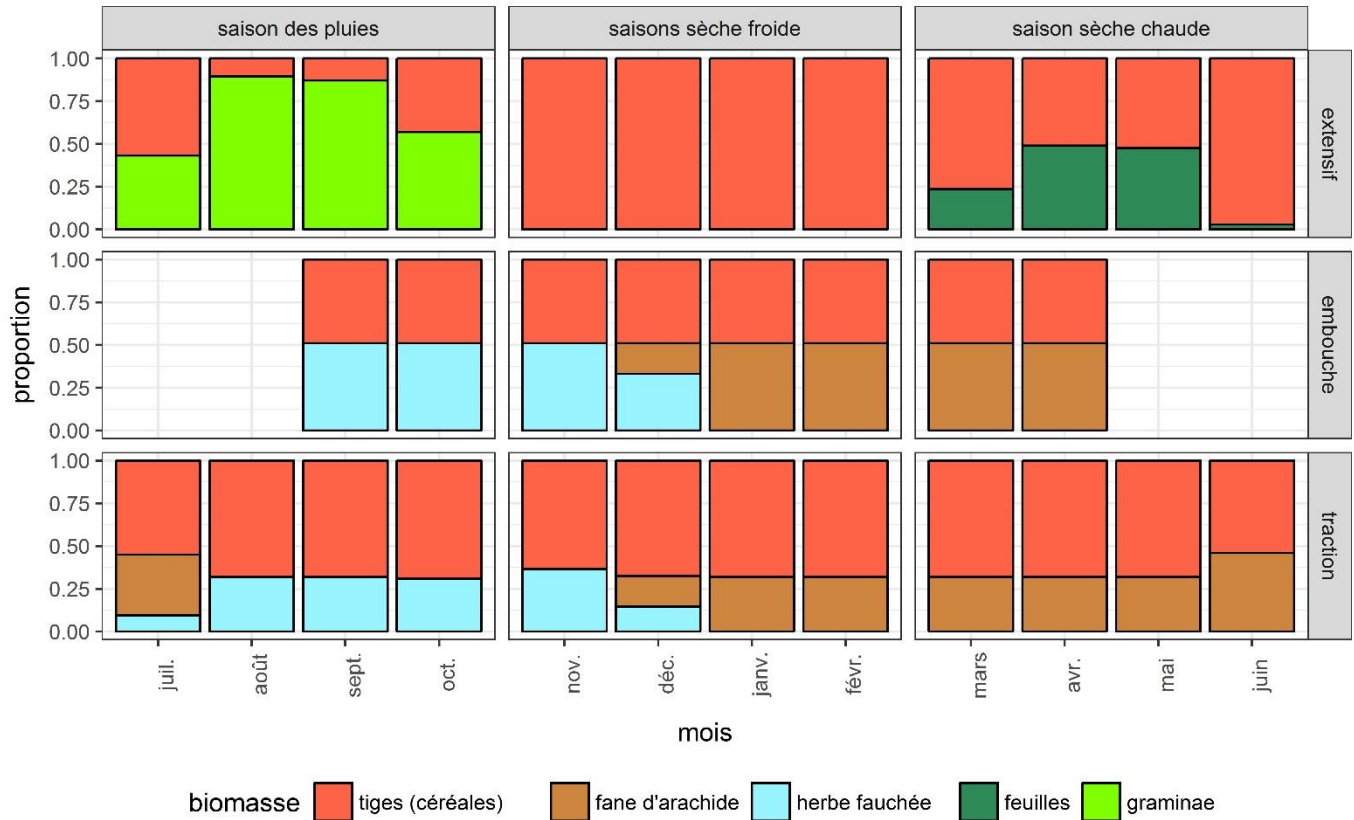 saison des pluies
saisons sèche froide
saison sèche chaude
1.00
0.75
0.50
0.25
0.00
extensif
1.00
0.75
0.50
0.25
0.00
embouche
1.00
0.75
0.50
0.25
0.00
traction
proportion
juil.
août
sept.
oct.
nov.
déc.
janv.
févr.
mars
avr.
mai
juin
mois
biomasse tiges (céréales) fane d'arachide herbe fauchée feuilles graminae